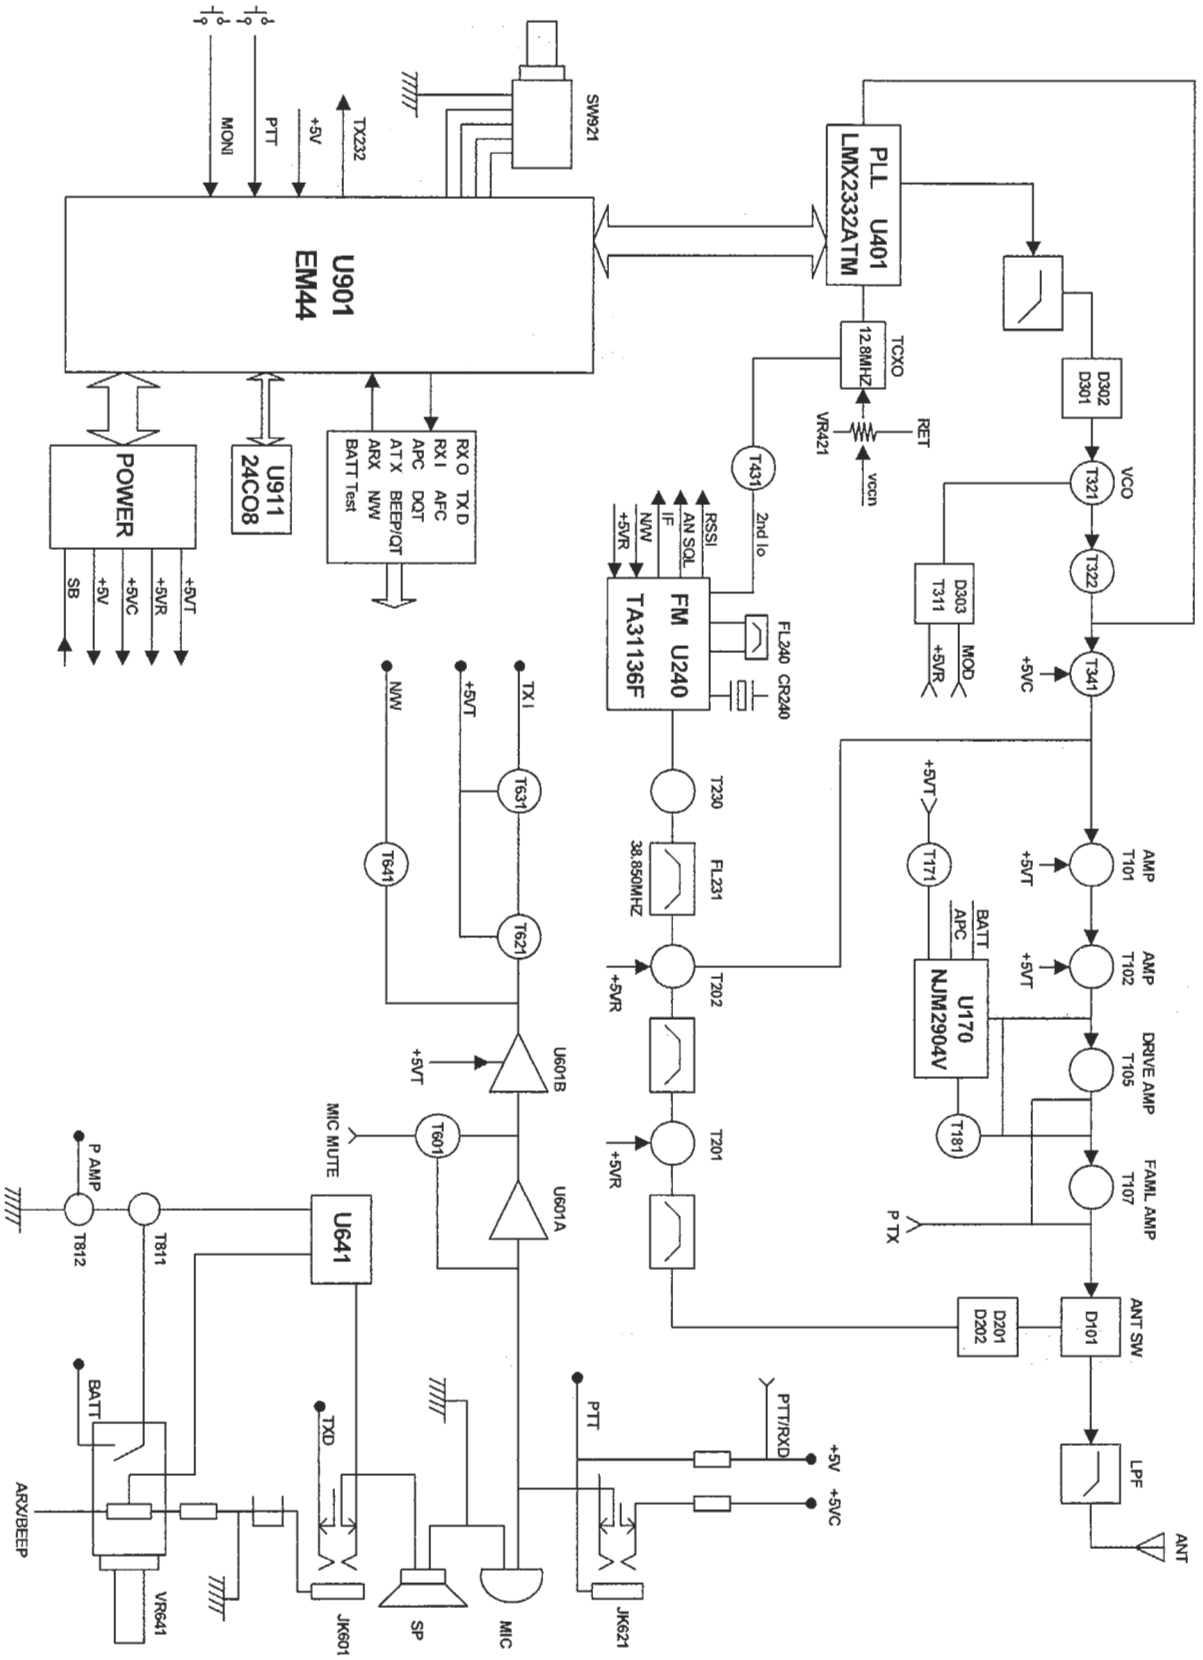 SW921
MONI
PTT
+5V
TX232
U901
EM44
PLL U401
LMX2332ATM
TCXO
12.8MHZ
VR421
RET
vccn
D302
D301
VCO
T321
T322
D303
T311
MOD
+5VR
T341
+5VC
T431
2nd lo
RSSI
AN SQL
IF
N/W
+5VR
FM U240
TA31136F
FL240
CR240
T230
FL231
38.850MHZ
T202
+5VR
T201
+5VR
AMP
T101
+5VT
AMP
T102
+5VT
DRIVE AMP
T105
FAML AMP
T107
+5VT
T171
BATT
APC
U170
NJM2904V
T181
P TX
ANT SW
D101
D201
D202
LPF
ANT
RX O TX D
RX I AFC
APC DQT
AT X BEEP/QT
ARX N/W
BATT Test
U911
24CO8
POWER
+5VT
+5VR
+5VC
+5V
SB
TX I
+5VT
N/W
T631
T621
T641
U601B
+5VT
U601A
T601
MIC MUTE
U641
P AMP
T812
T811
BATT
VR641
ARX/BEEP
TXD
JK601
SP
MIC
JK621
PTT
PTT/RXD
+5V
+5VC